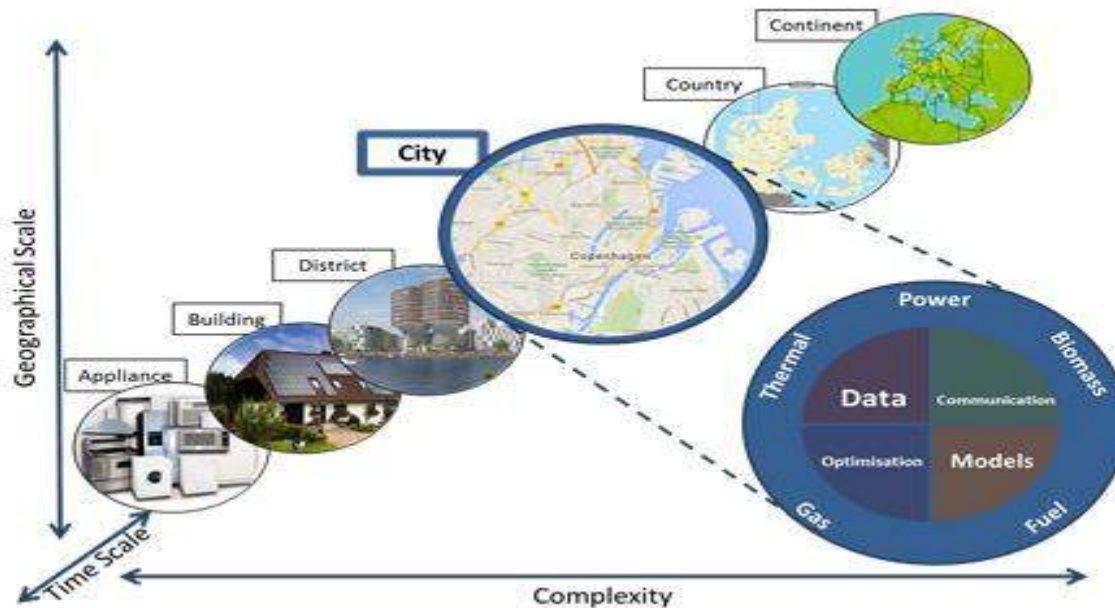 Continent
Country
City
District
Building
Appliance
Geographical Scale
Time Scale
Complexity
Copenhagen
Power
Thermal
Biomass
Data
Communication
Optimisation
Models
Gas
Fuel